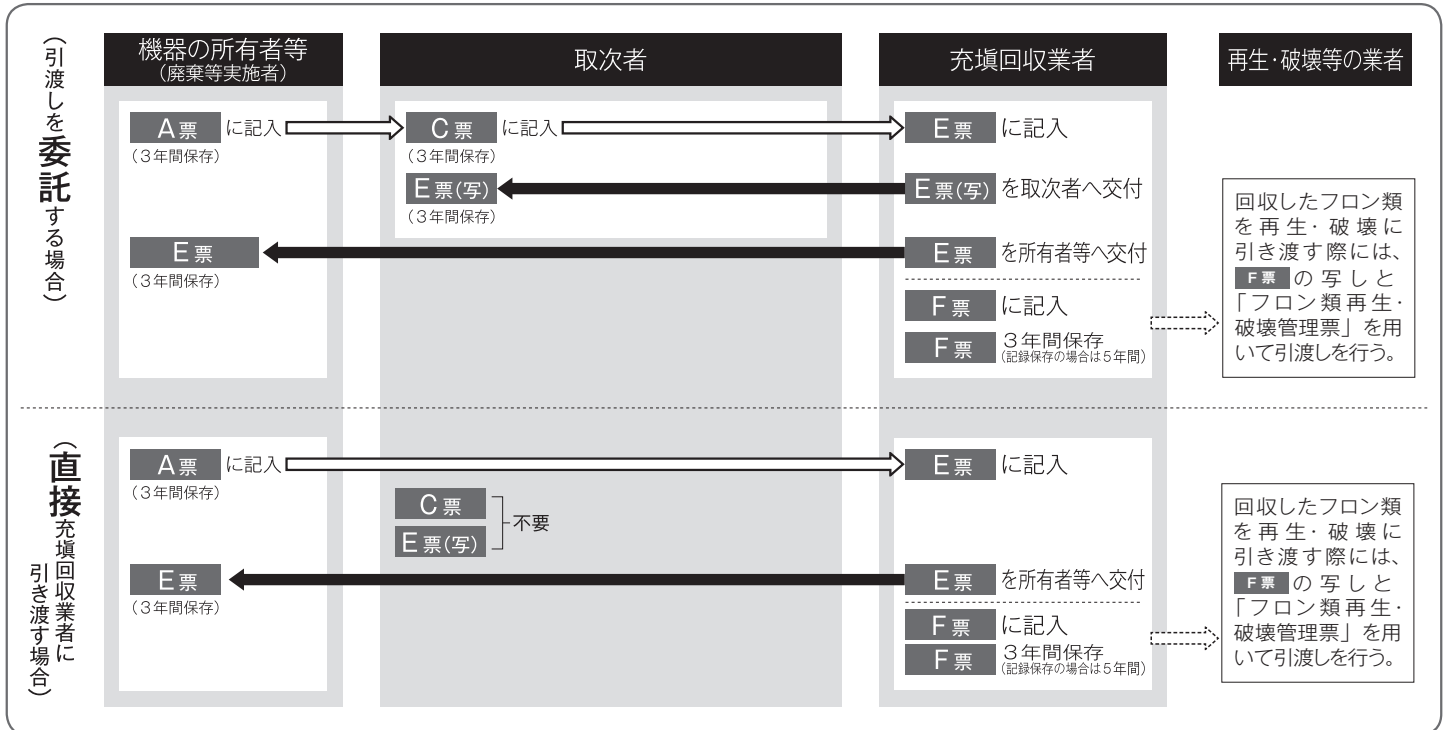 機器の所有者等
（廃棄等実施者）
取次者
充塡回収業者
再生・破壊等の業者
（引渡しを委託する場合）
A票 に記入
（3年間保存）
C票 に記入
（3年間保存）
E票 に記入
E票(写)
（3年間保存）
E票(写) を取次者へ交付
E票
（3年間保存）
E票 を所有者等へ交付
F票 に記入
F票 3年間保存
（記録保存の場合は5年間）
回収したフロン類
を再生・破壊に
引き渡す際には、
F票 の写しと
「フロン類再生・
破壊管理票」を用
いて引渡しを行う。
（直接充塡回収業者に
引き渡す場合）
A票 に記入
（3年間保存）
E票 に記入
C票
E票(写)
不要
E票
（3年間保存）
E票 を所有者等へ交付
F票 に記入
F票 3年間保存
（記録保存の場合は5年間）
回収したフロン類
を再生・破壊に
引き渡す際には、
F票 の写しと
「フロン類再生・
破壊管理票」を用
いて引渡しを行う。